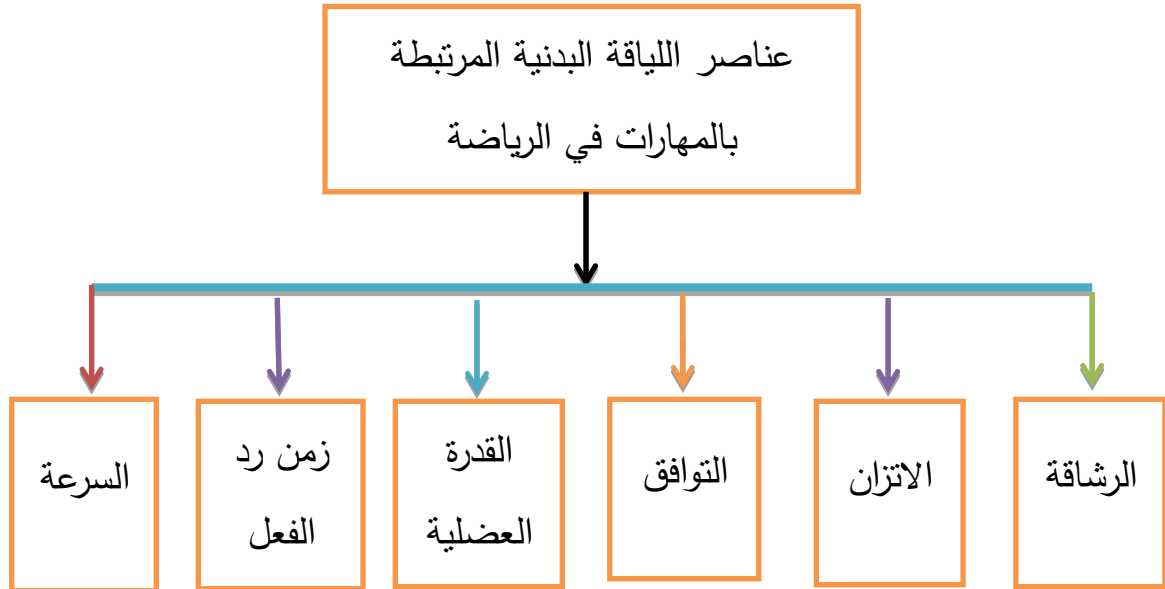 عناصر اللياقة البدنية المرتبطة
بالمهارات في الرياضة
الرشاقة
الاتزان
التوافق
القدرة
العضلية
زمن رد
الفعل
السرعة